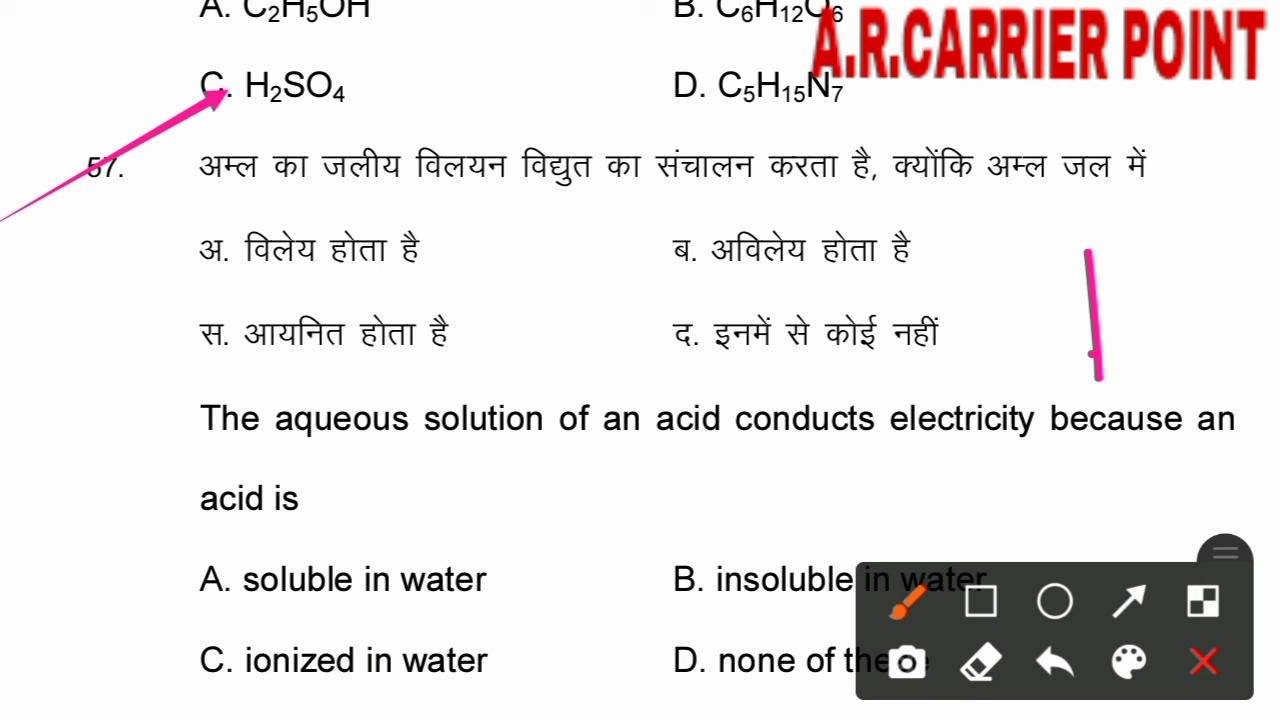 A. C₂H₅OH B. C₆H₁₂O₆
A.R.CARRIER POINT
C. H₂SO₄ D. C₅H₁₅N₇
57. अम्ल का जलीय विलयन विद्युत का संचालन करता है, क्योंकि अम्ल जल में
अ. विलेय होता है ब. अविलेय होता है
स. आयनित होता है द. इनमें से कोई नहीं
The aqueous solution of an acid conducts electricity because an
acid is
A. soluble in water B. insoluble in water
C. ionized in water D. none of